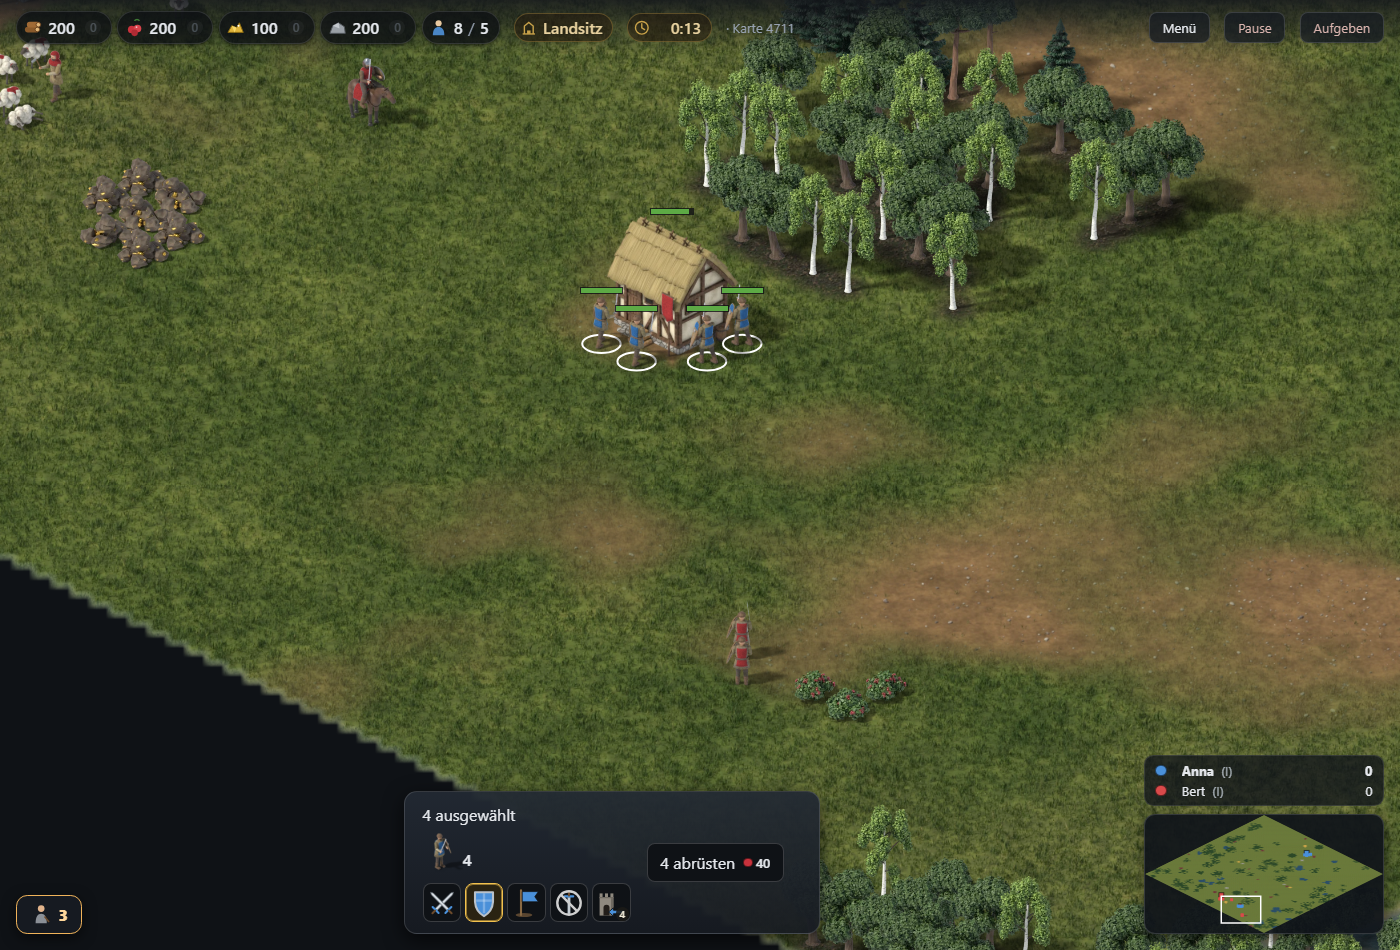 200 0 200 0 100 0 200 0 8 / 5 Landsitz 0:13 · Karte 4711 Menü Pause Aufgeben
Anna (I) 0
Bert (I) 0
4 ausgewählt
4
4 abrüsten 40
4
3